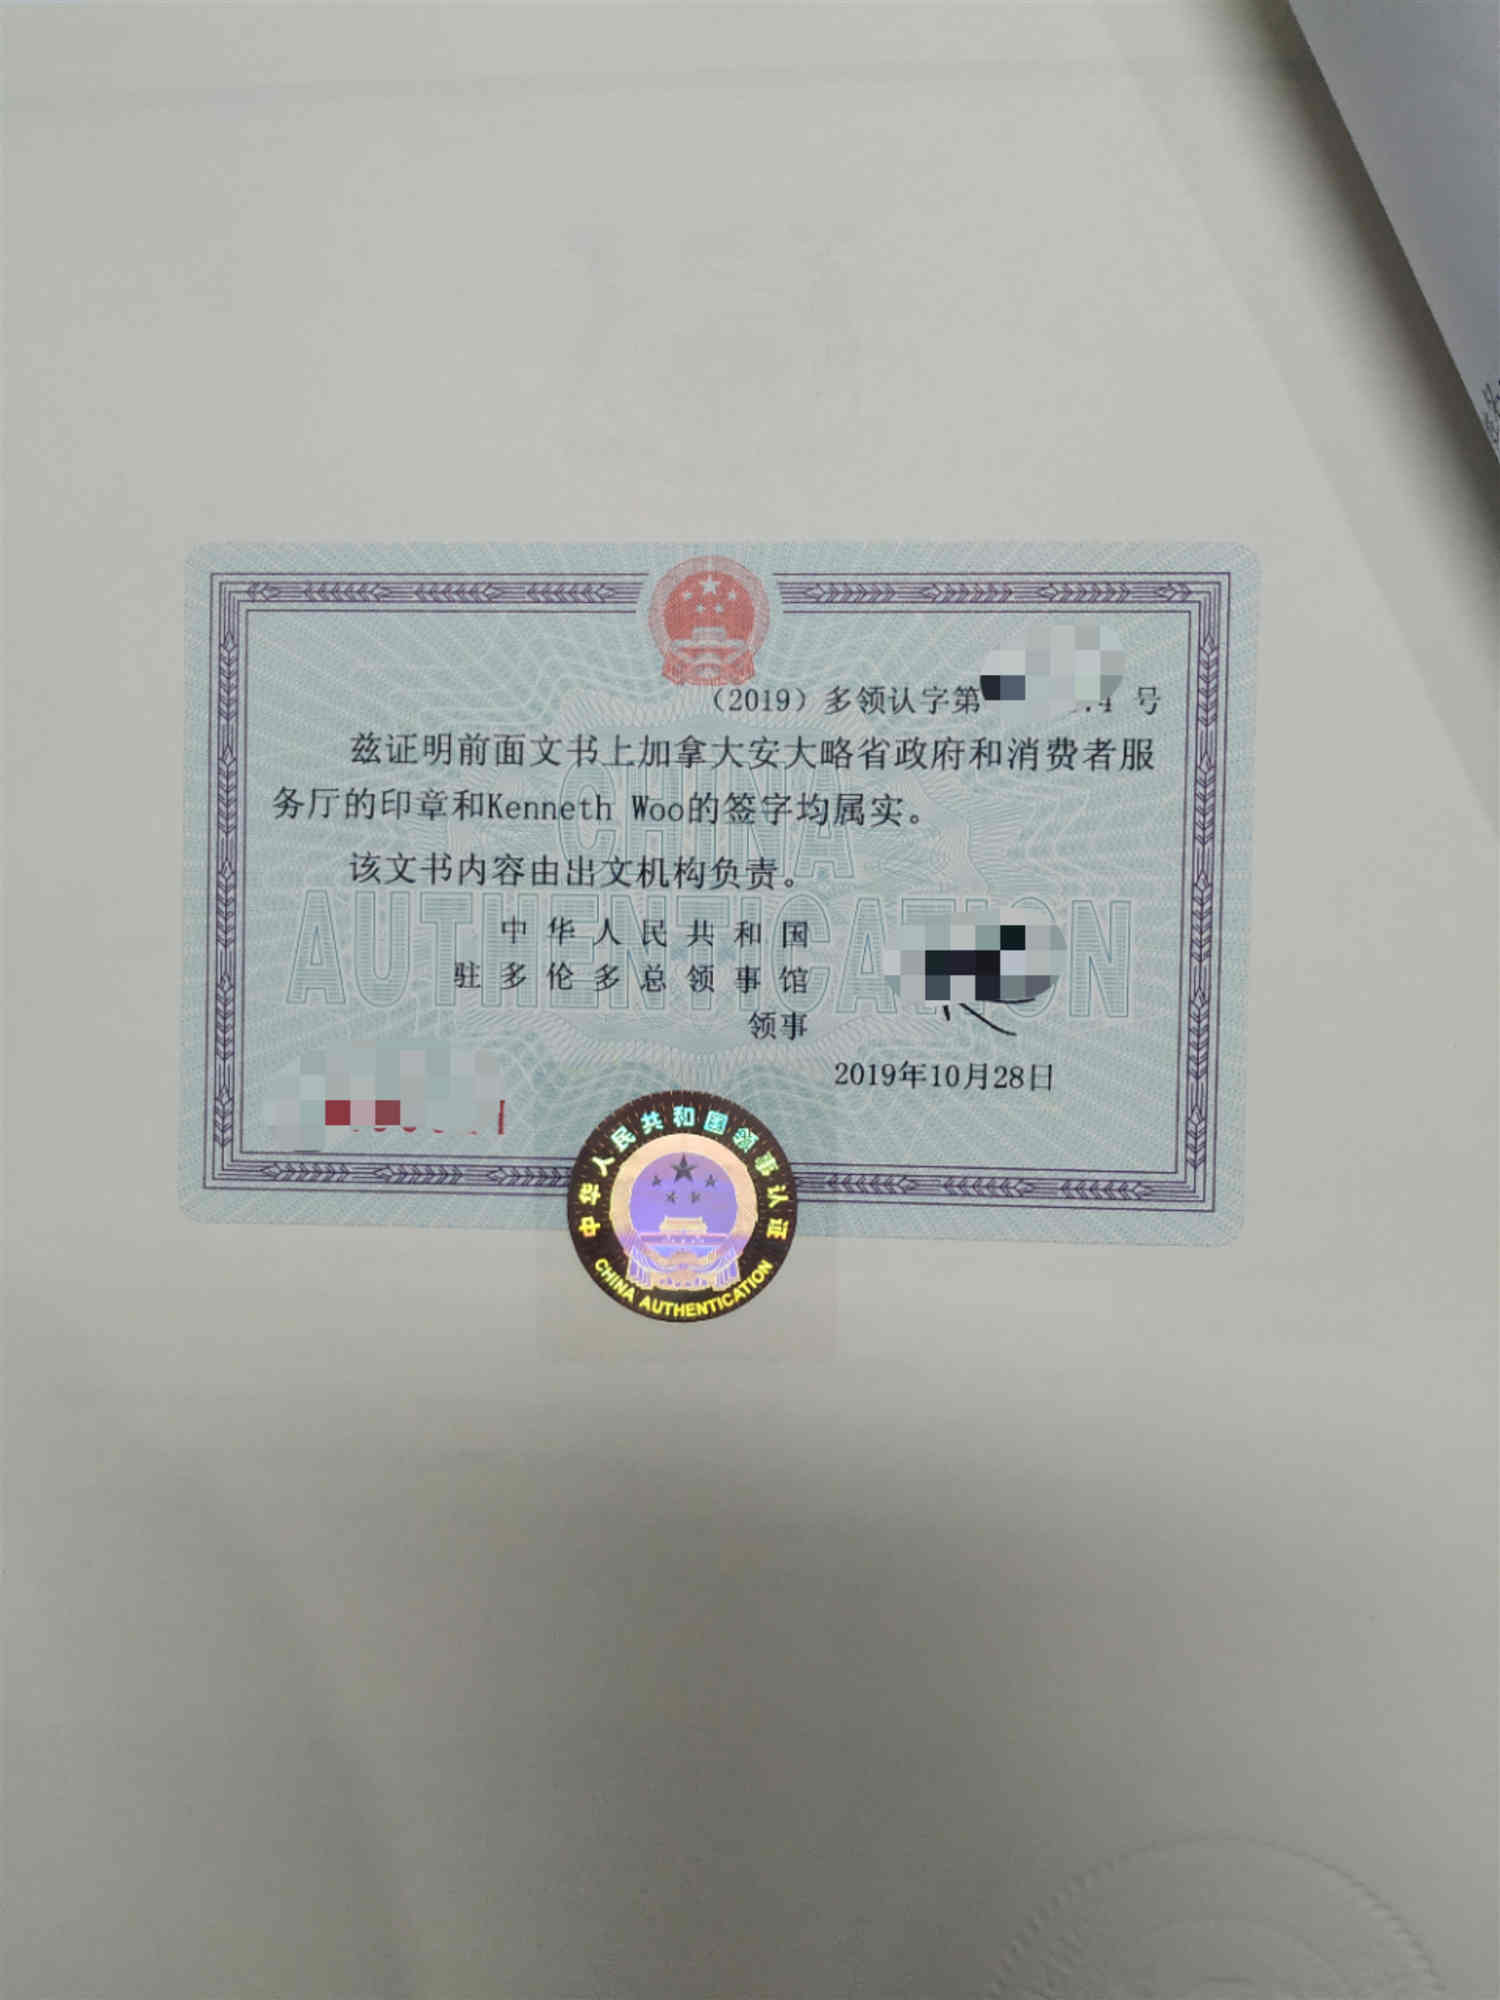 （2019）多领认字第 号
兹证明前面文书上加拿大安大略省政府和消费者服
务厅的印章和Kenneth Woo的签字均属实。
该文书内容由出文机构负责。
中华人民共和国
驻多伦多总领事馆
领事
2019年10月28日
CHINA
AUTHENTICATION
中华人民共和国领事认证
CHINA AUTHENTICATION